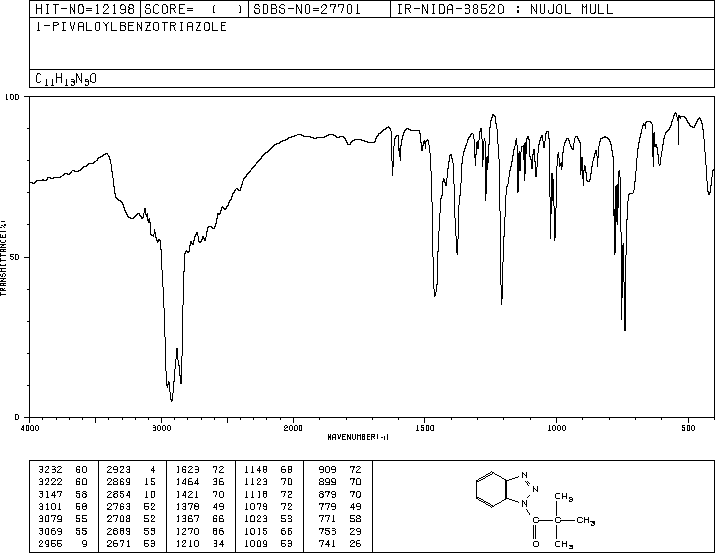 HIT-NO=12198 SCORE= ( ) SDBS-NO=27701 IR-NIDA-38520 : NUJOL MULL
1-PIVALOYLBENZOTRIAZOLE
C11H13N3O
100
50
0
TRANSMITTANCE(%)
4000 3000 2000 1500 1000 500
WAVENUMBER(-1)
3232 60 2923 4 1623 72 1148 68 909 72
3222 60 2869 15 1464 36 1123 70 899 70
3147 58 2854 10 1421 70 1118 72 879 70
3101 60 2763 52 1378 49 1079 72 779 49
3079 55 2708 52 1367 66 1023 53 771 58
3069 55 2689 53 1270 66 1015 66 753 29
2955 9 2671 53 1210 34 1009 53 741 26
N
N
N
CH3
C C CH3
O CH3